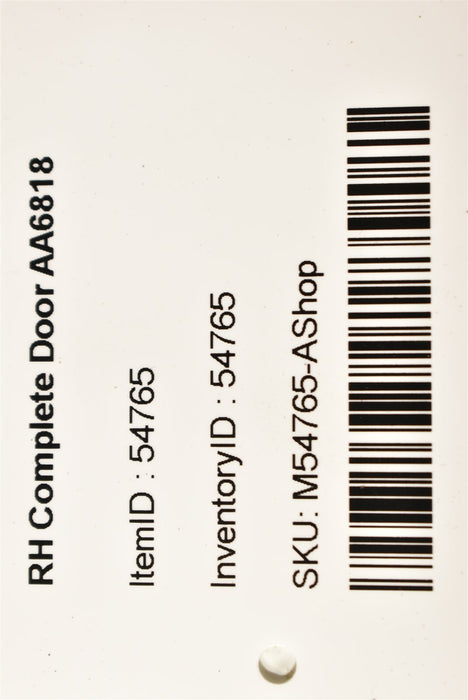 RH Complete Door AA6818
ItemID : 54765
InventoryID : 54765
SKU: M54765-AShop